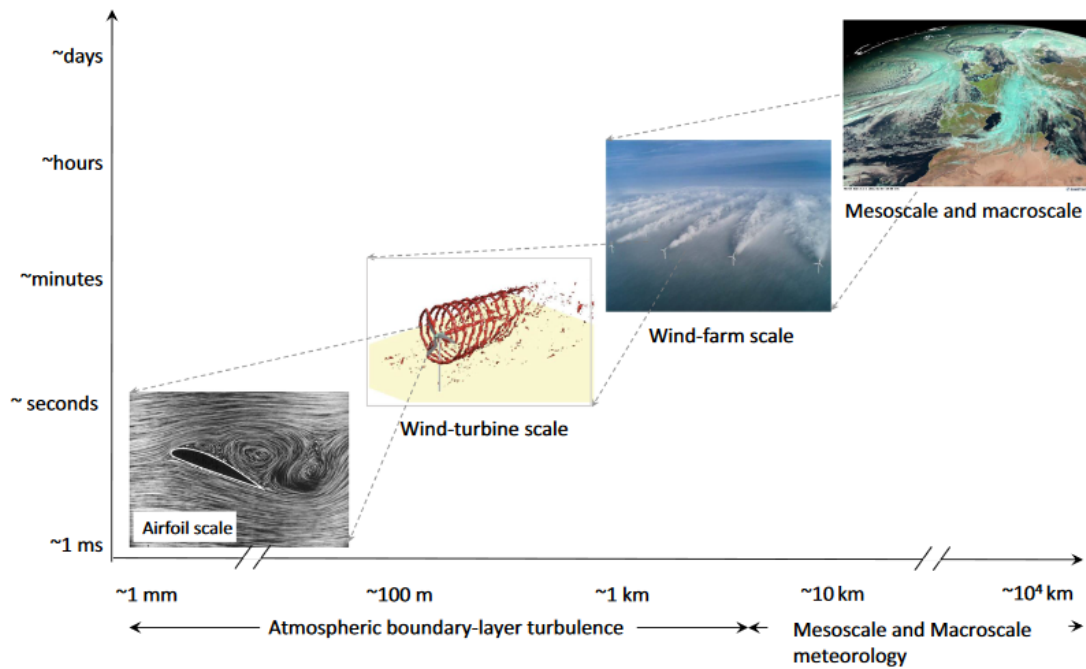 ~days
~hours
~minutes
~ seconds
~1 ms
Mesoscale and macroscale
Wind-farm scale
Wind-turbine scale
Airfoil scale
~1 mm
~100 m
~1 km
~10 km
~10⁴ km
Atmospheric boundary-layer turbulence
Mesoscale and Macroscale
meteorology